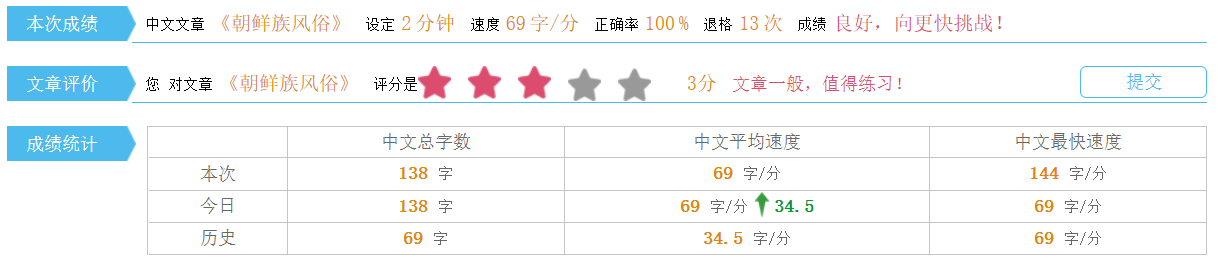 本次成绩 中文文章 《朝鲜族风俗》 设定 2 分钟 速度 69 字/分 正确率 100% 退格 13 次 成绩 良好，向更快挑战！
文章评价 您 对文章 《朝鲜族风俗》 评分是 3分 文章一般，值得练习！ 提交
成绩统计 中文总字数 中文平均速度 中文最快速度
本次 138 字 69 字/分 144 字/分
今日 138 字 69 字/分 34.5 69 字/分
历史 69 字 34.5 字/分 69 字/分